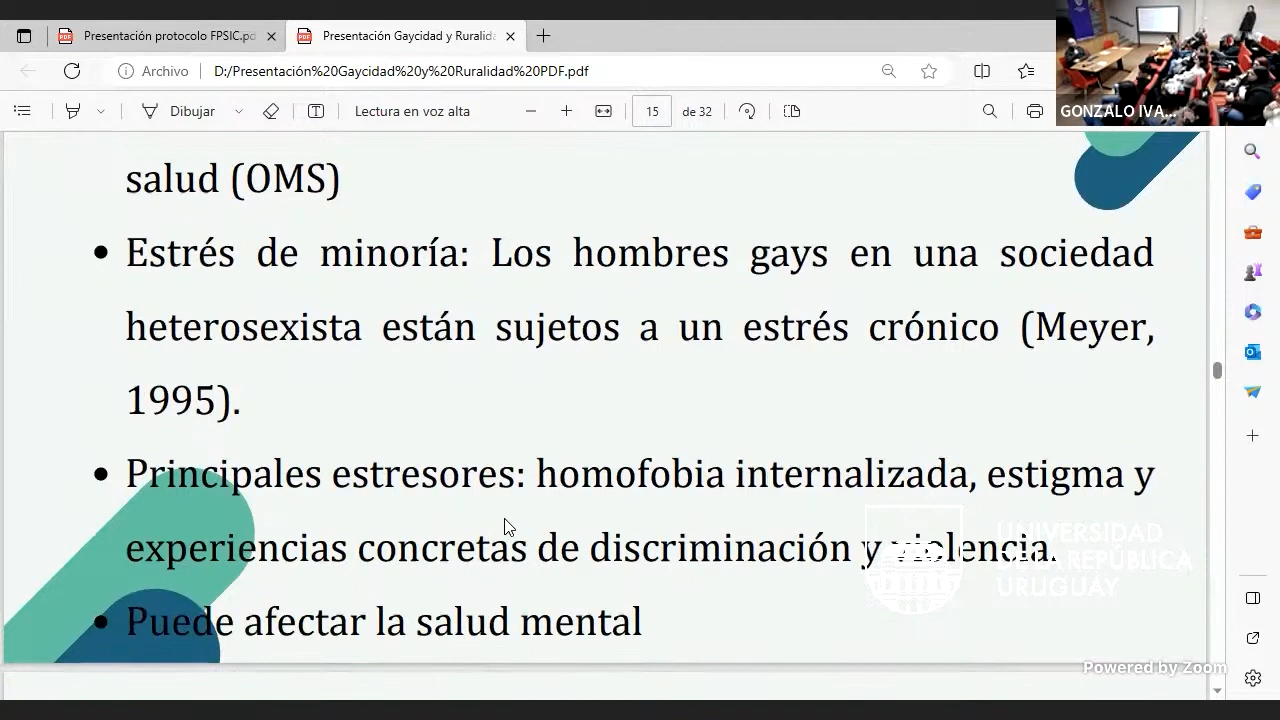 Presentación protocolo FPSIC.pd
Presentación Gaycidad y Ruralida
Archivo
D:/Presentación%20Gaycidad%20y%20Ruralidad%20PDF.pdf
Dibujar
Lectura en voz alta
15
de 32
GONZALO IVA...
salud (OMS)
• Estrés de minoría: Los hombres gays en una sociedad
heterosexista están sujetos a un estrés crónico (Meyer,
1995).
• Principales estresores: homofobia internalizada, estigma y
experiencias concretas de discriminación y violencia.
• Puede afectar la salud mental
UNIVERSIDAD
DE LA REPÚBLICA
URUGUAY
Powered by Zoom